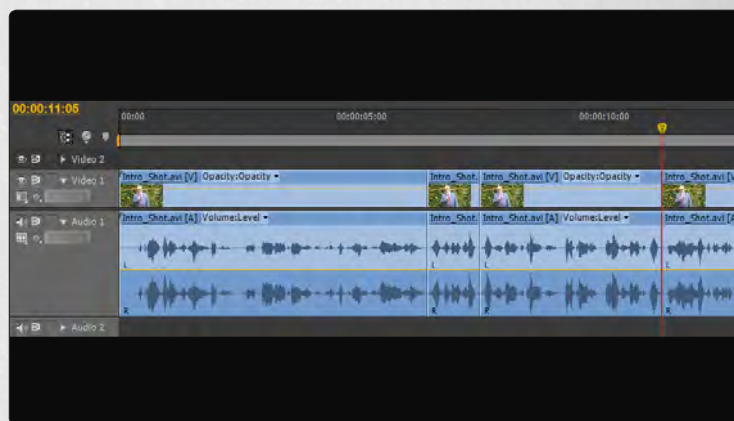 00:00:11:05
00:00 00:00:05:00 00:00:10:00
Video 2
Video 1 Intro_Shot.avi [V] Opacity:Opacity Intro_Shot. Intro_Shot.avi [V] Opacity:Opacity Intro_Shot.avi [V
Audio 1 Intro_Shot.avi [A] Volume:Level Intro_Shot. Intro_Shot.avi [A] Volume:Level Intro_Shot.avi [A
L L L L
R R R R
Audio 2